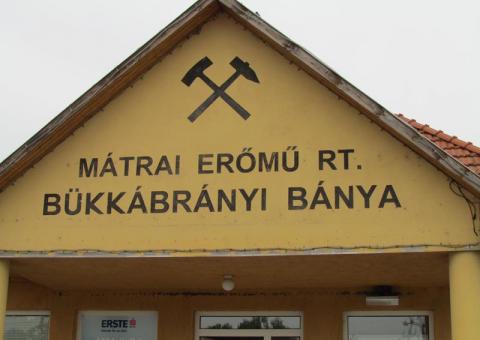 MÁTRAI ERŐMŰ RT.
BÜKKÁBRÁNYI BÁNYA
ERSTE